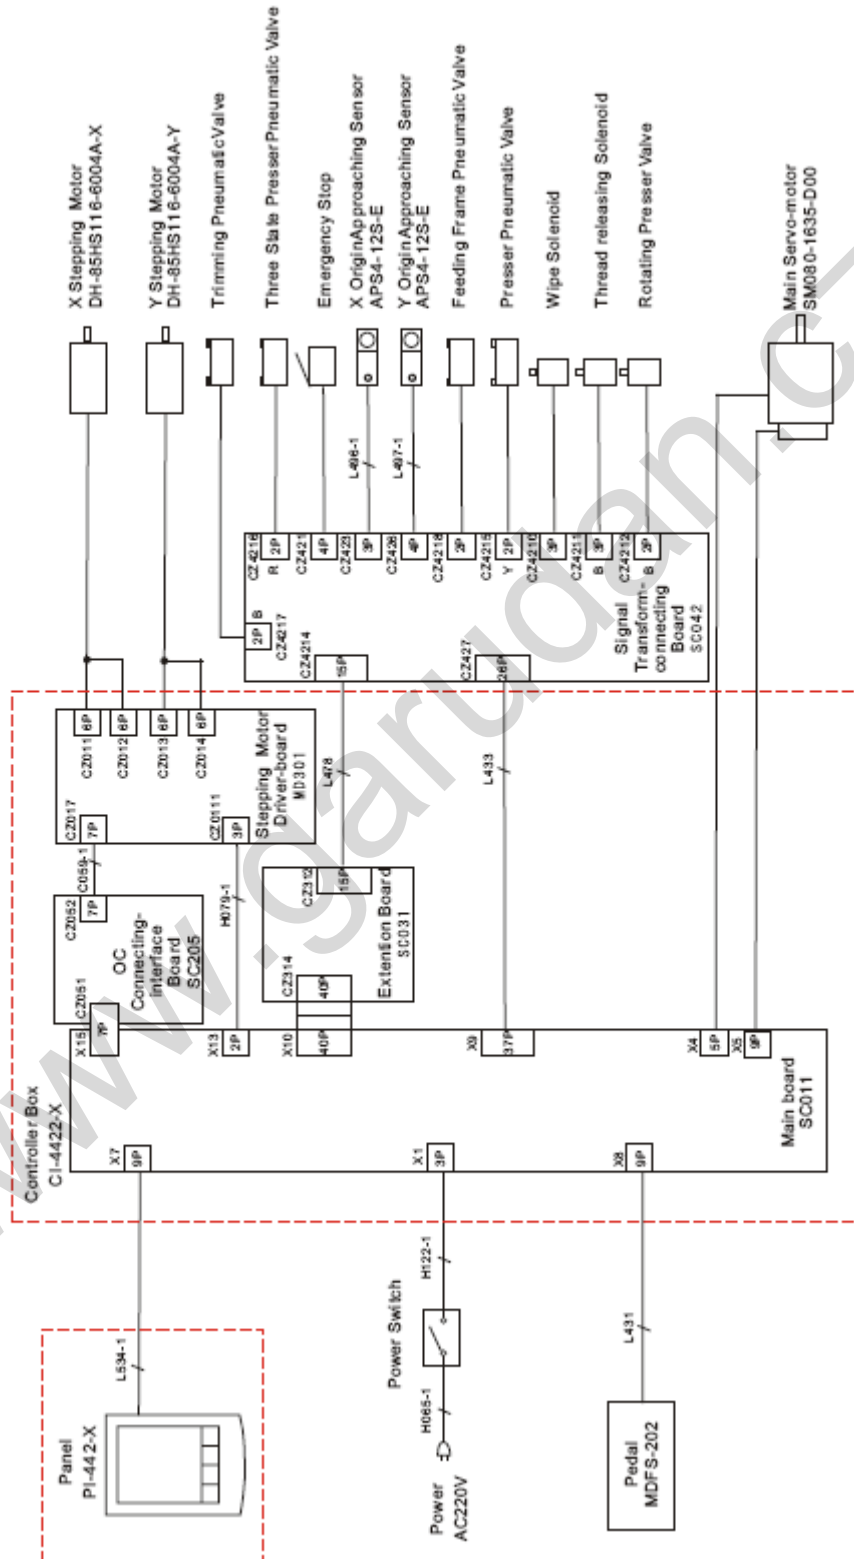 X Stepping Motor
DH-85HS116-6004A-X
Y Stepping Motor
DH-85HS116-6004A-Y
Trimming PneumaticValve
Three State Presser Pneumatic Valve
Emergency Stop
X OriginApproaching Sensor
APS4-12S-E
Y OriginApproaching Sensor
APS4-12S-E
Feeding Frame Pneumatic Valve
Presser Pneumatic Valve
Wipe Solenoid
Thread releasing Solenoid
Rotating Presser Valve
Main Servo-motor
SM080-1635-D00
L496-1
L497-1
CZ4216
R 2P
CZ421
4P
CZ423
3P
CZ426
4P
CZ4218
2P
CZ4215
Y 2P
CZ4210
3P
CZ4211
B 3P
CZ4212
B 2P
2P B
CZ4217
CZ4214
15P
CZ427
26P
Signal
Transform-
connecting
Board
SC042
CZ011 6P
CZ012 6P
CZ013 6P
CZ014 6P
CZ017
7P
CZ0111
3P
Stepping Motor
Driver-board
MD301
L478
L433
C059-1
H079-1
CZ052
7P
OC
Connecting-
interface
Board
SC205
CZ051
CZ312
15P
Extention Board
SC031
CZ314
40P
X15
7P
X13
2P
X10
40P
X9
37P
X4
5P
X5
9P
Main board
SC011
Controller Box
CI-4422-X
X7
9P
X1
3P
X8
9P
L534-1
H122-1
Power Switch
H065-1
L431
Panel
PI-442-X
Power
AC220V
Pedal
MDFS-202
www.garudan.c